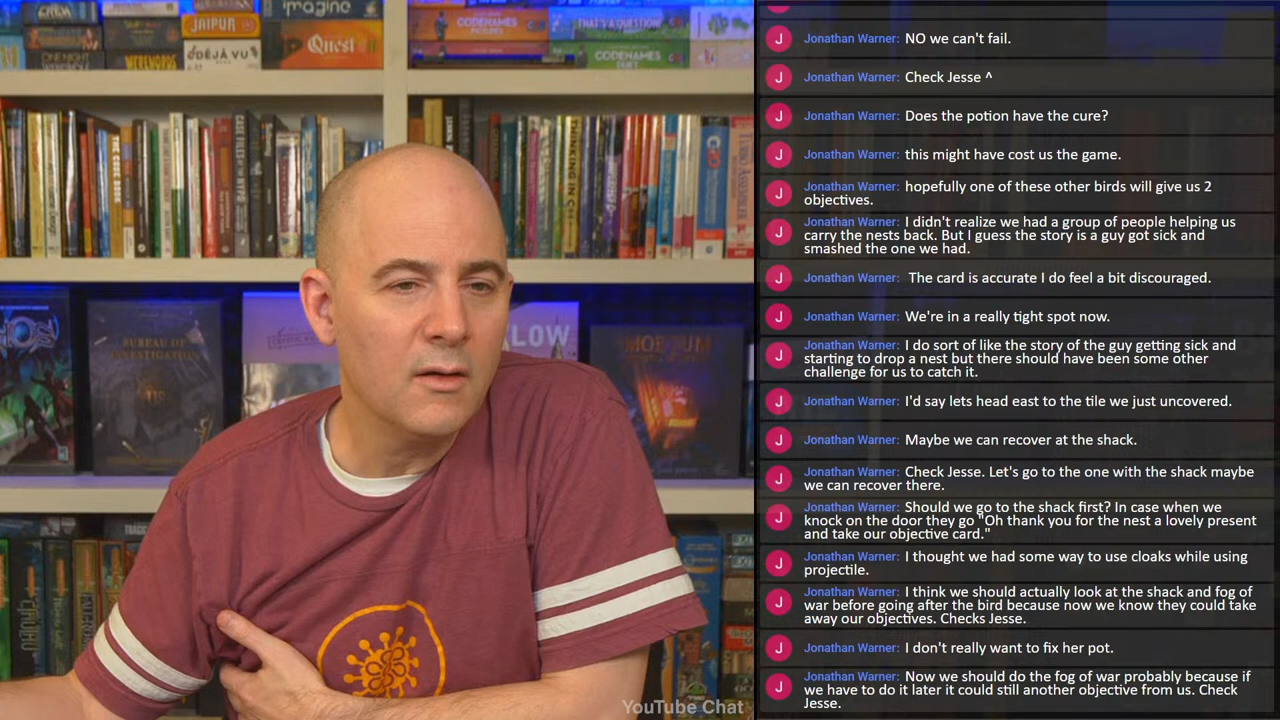 imagine
JAIPUR
DÉJÀ VU
Quest
WEREWORDS
CODENAMES
THAT'S A QUESTION!
CODENAMES
THE CODE BOOK
THINKING IN C++
BUREAU OF
INVESTIGATION
KLOW
Jonathan Warner: NO we can't fail.
Jonathan Warner: Check Jesse ^
Jonathan Warner: Does the potion have the cure?
Jonathan Warner: this might have cost us the game.
Jonathan Warner: hopefully one of these other birds will give us 2
objectives.
Jonathan Warner: I didn't realize we had a group of people helping us
carry the nests back. But I guess the story is a guy got sick and
smashed the one we had.
Jonathan Warner: The card is accurate I do feel a bit discouraged.
Jonathan Warner: We're in a really tight spot now.
Jonathan Warner: I do sort of like the story of the guy getting sick and
starting to drop a nest but there should have been some other
challenge for us to catch it.
Jonathan Warner: I'd say lets head east to the tile we just uncovered.
Jonathan Warner: Maybe we can recover at the shack.
Jonathan Warner: Check Jesse. Let's go to the one with the shack maybe
we can recover there.
Jonathan Warner: Should we go to the shack first? In case when we
knock on the door they go "Oh thank you for the nest a lovely present
and take our objective card."
Jonathan Warner: I thought we had some way to use cloaks while using
projectile.
Jonathan Warner: I think we should actually look at the shack and fog of
war before going after the bird because now we know they could take
away our objectives. Checks Jesse.
Jonathan Warner: I don't really want to fix her pot.
Jonathan Warner: Now we should do the fog of war probably because if
we have to do it later it could still another objective from us. Check
Jesse.
YouTube Chat